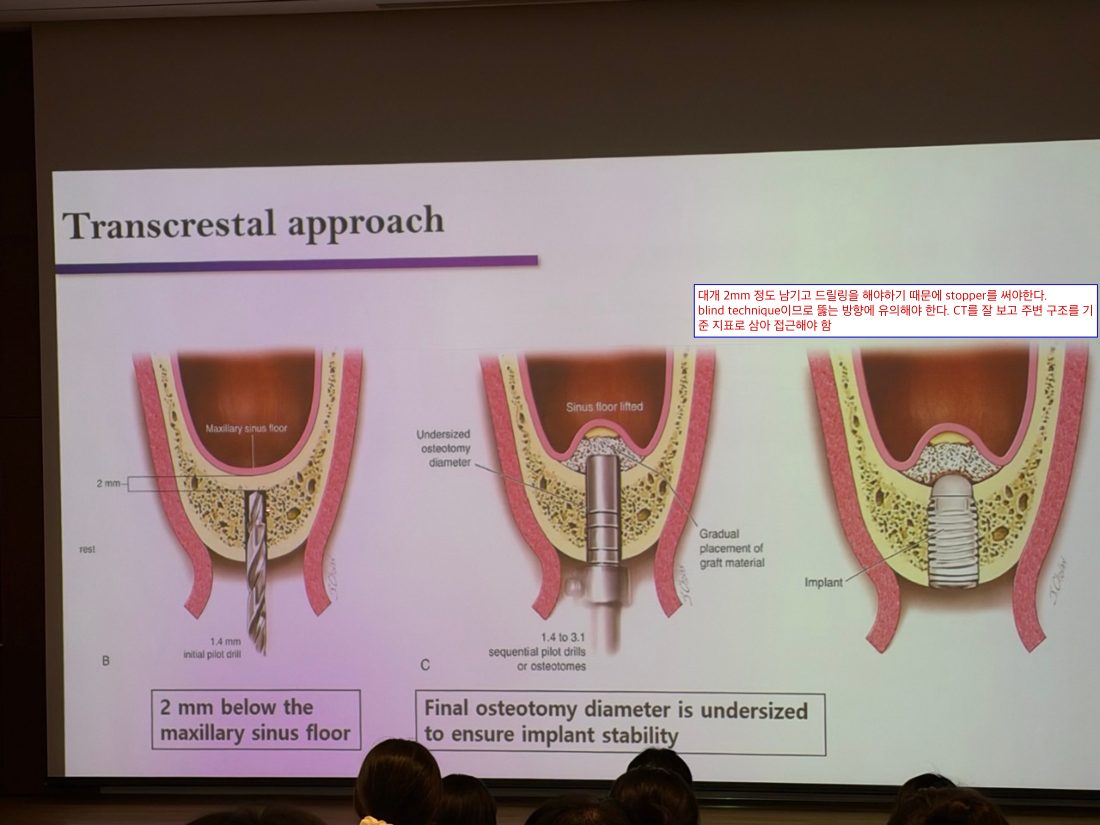 Transcrestal approach
대개 2mm 정도 남기고 드릴링을 해야하기 때문에 stopper를 써야한다.
blind technique이므로 뚫는 방향에 유의해야 한다. CT를 잘 보고 주변 구조를 기
준 지표로 삼아 접근해야 함
Maxillary sinus floor
2 mm
rest
1.4 mm
initial pilot drill
B
2 mm below the
maxillary sinus floor
Sinus floor lifted
Undersized
osteotomy
diameter
Gradual
placement of
graft material
1.4 to 3.1
sequential pilot drills
or osteotomes
C
Final osteotomy diameter is undersized
to ensure implant stability
Implant